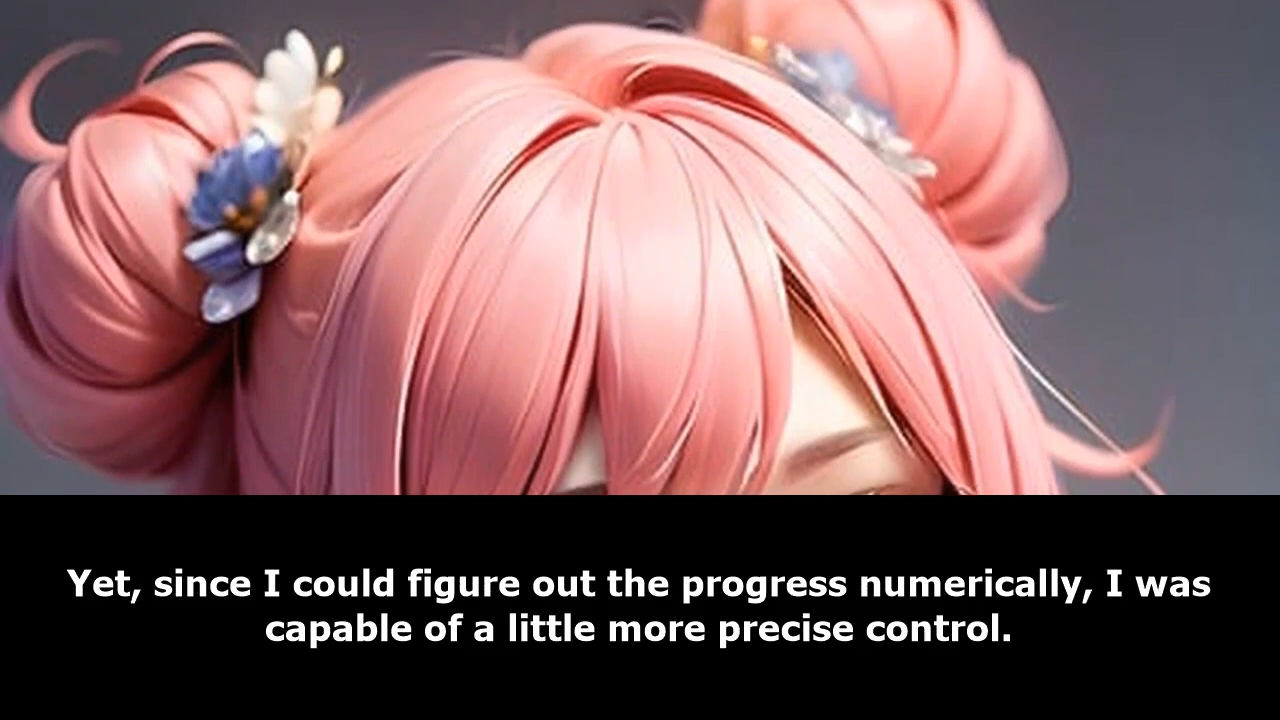 Yet, since I could figure out the progress numerically, I was
capable of a little more precise control.